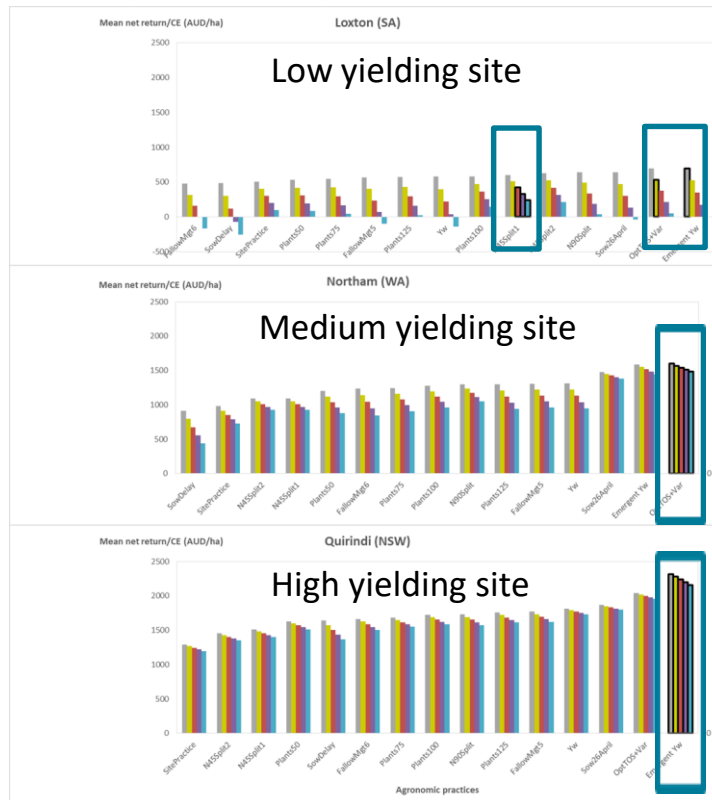 Mean net return/CE (AUD/ha)
Loxton (SA)
Low yielding site
2500
2000
1500
1000
500
0
FallowMgt6
SowDelay
SitePractice
Plants50
Plants75
FallowMgt5
Plants125
Yw
Plants100
N90Split
Sow26April
OptTOS+Var
Emergent Yw
Mean net return/CE (AUD/ha)
Northam (WA)
Medium yielding site
2500
2000
1500
1000
500
0
0
SowDelay
SitePractice
N45Split2
N45Split1
Plants50
FallowMgt6
Plants75
Plants100
N90Split
Plants125
FallowMgt5
Yw
Sow26April
Emergent Yw
OptTOS+Var
Mean net return/CE (AUD/ha)
Quirindi (NSW)
High yielding site
2500
2000
1500
1000
500
0
0
SitePractice
N45Split2
N45Split1
Plants50
SowDelay
FallowMgt6
Plants75
Plants100
N90Split
Plants125
FallowMgt5
Yw
Sow26April
OptTOS+Var
Emergent Yw
Agronomic practices